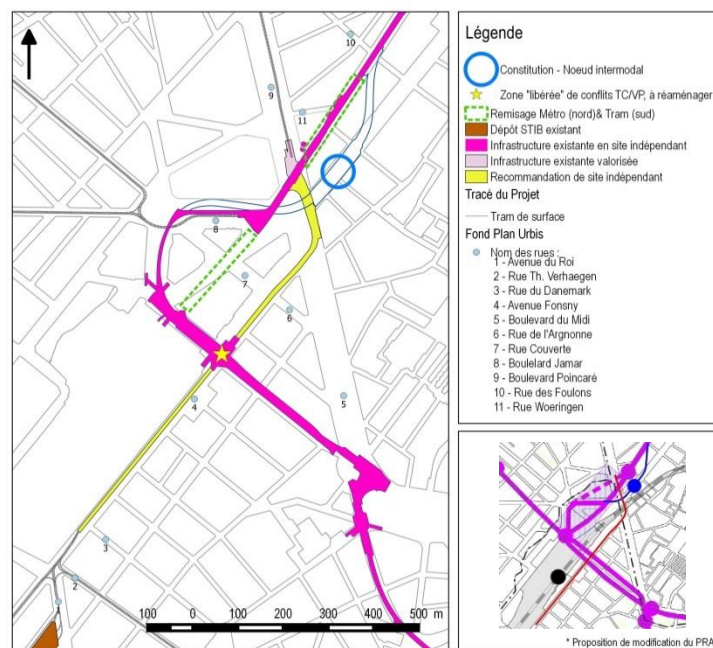 10
9
11
8
7
6
5
4
3
2
1
100 0 100 200 300 400 500 m
Légende
Constitution - Noeud intermodal
Zone "libérée" de conflits TC/VP, à réaménager
Remisage Métro (nord)& Tram (sud)
Dépôt STIB existant
Infrastructure existante en site indépendant
Infrastructure existante valorisée
Recommandation de site indépendant
Tracé du Projet
Tram de surface
Fond Plan Urbis
Nom des rues :
1 - Avenue du Roi
2 - Rue Th. Verhaegen
3 - Rue du Danemark
4 - Avenue Fonsny
5 - Boulevard du Midi
6 - Rue de l'Argnonne
7 - Rue Couverte
8 - Boulelard Jamar
9 - Boulevard Poincaré
10 - Rue des Foulons
11 - Rue Woeringen
* Proposition de modification du PRA